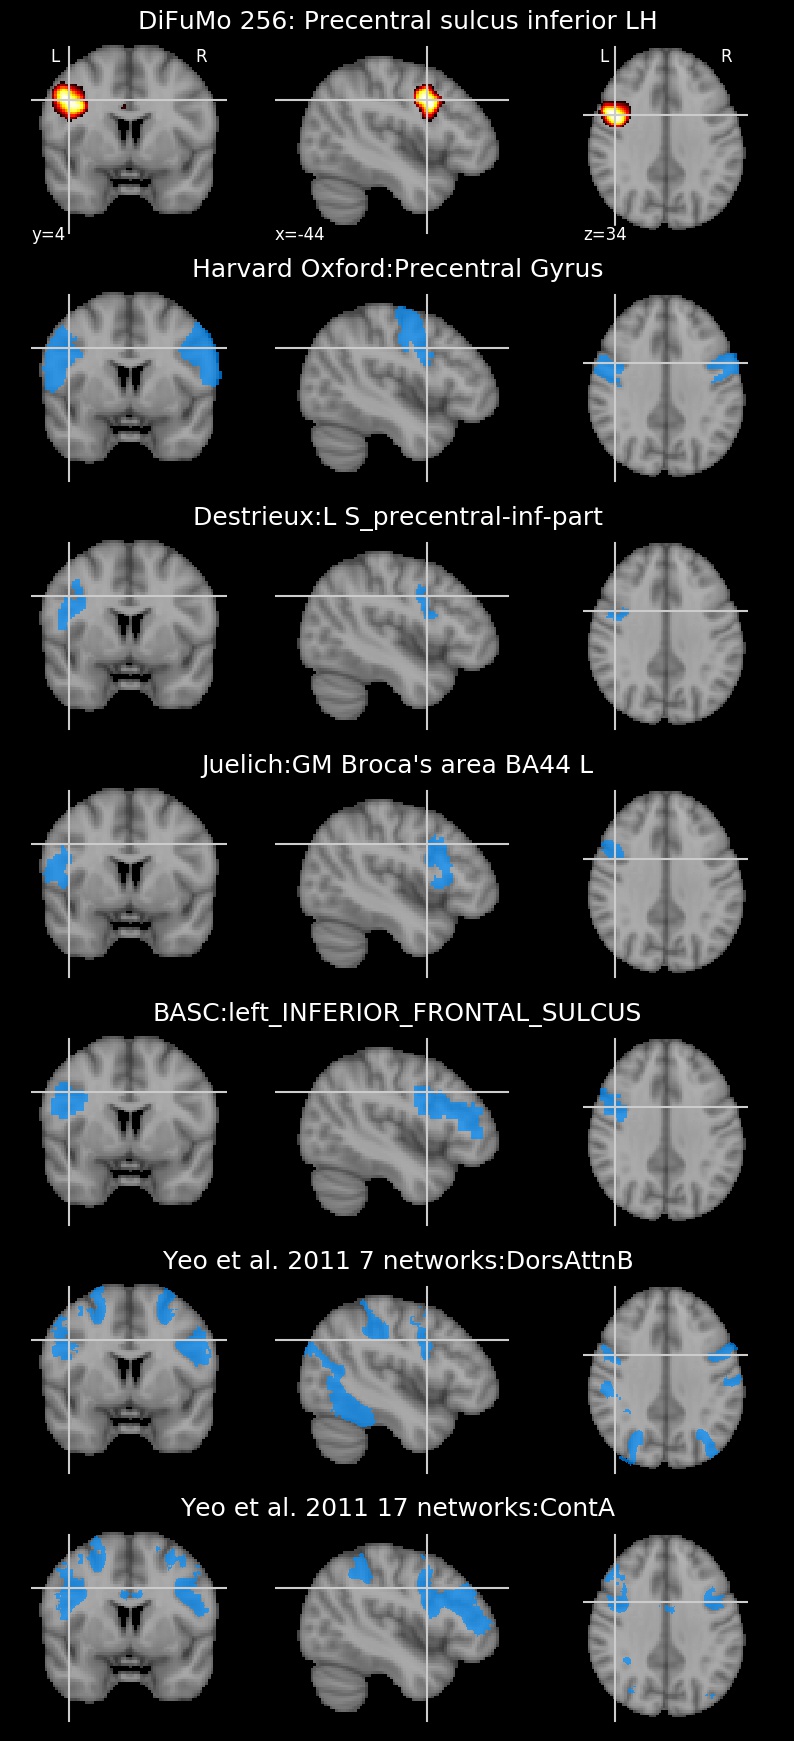 DiFuMo 256: Precentral sulcus inferior LH
L R L R
y=4 x=-44 z=34
Harvard Oxford:Precentral Gyrus
Destrieux:L S_precentral-inf-part
Juelich:GM Broca's area BA44 L
BASC:left_INFERIOR_FRONTAL_SULCUS
Yeo et al. 2011 7 networks:DorsAttnB
Yeo et al. 2011 17 networks:ContA